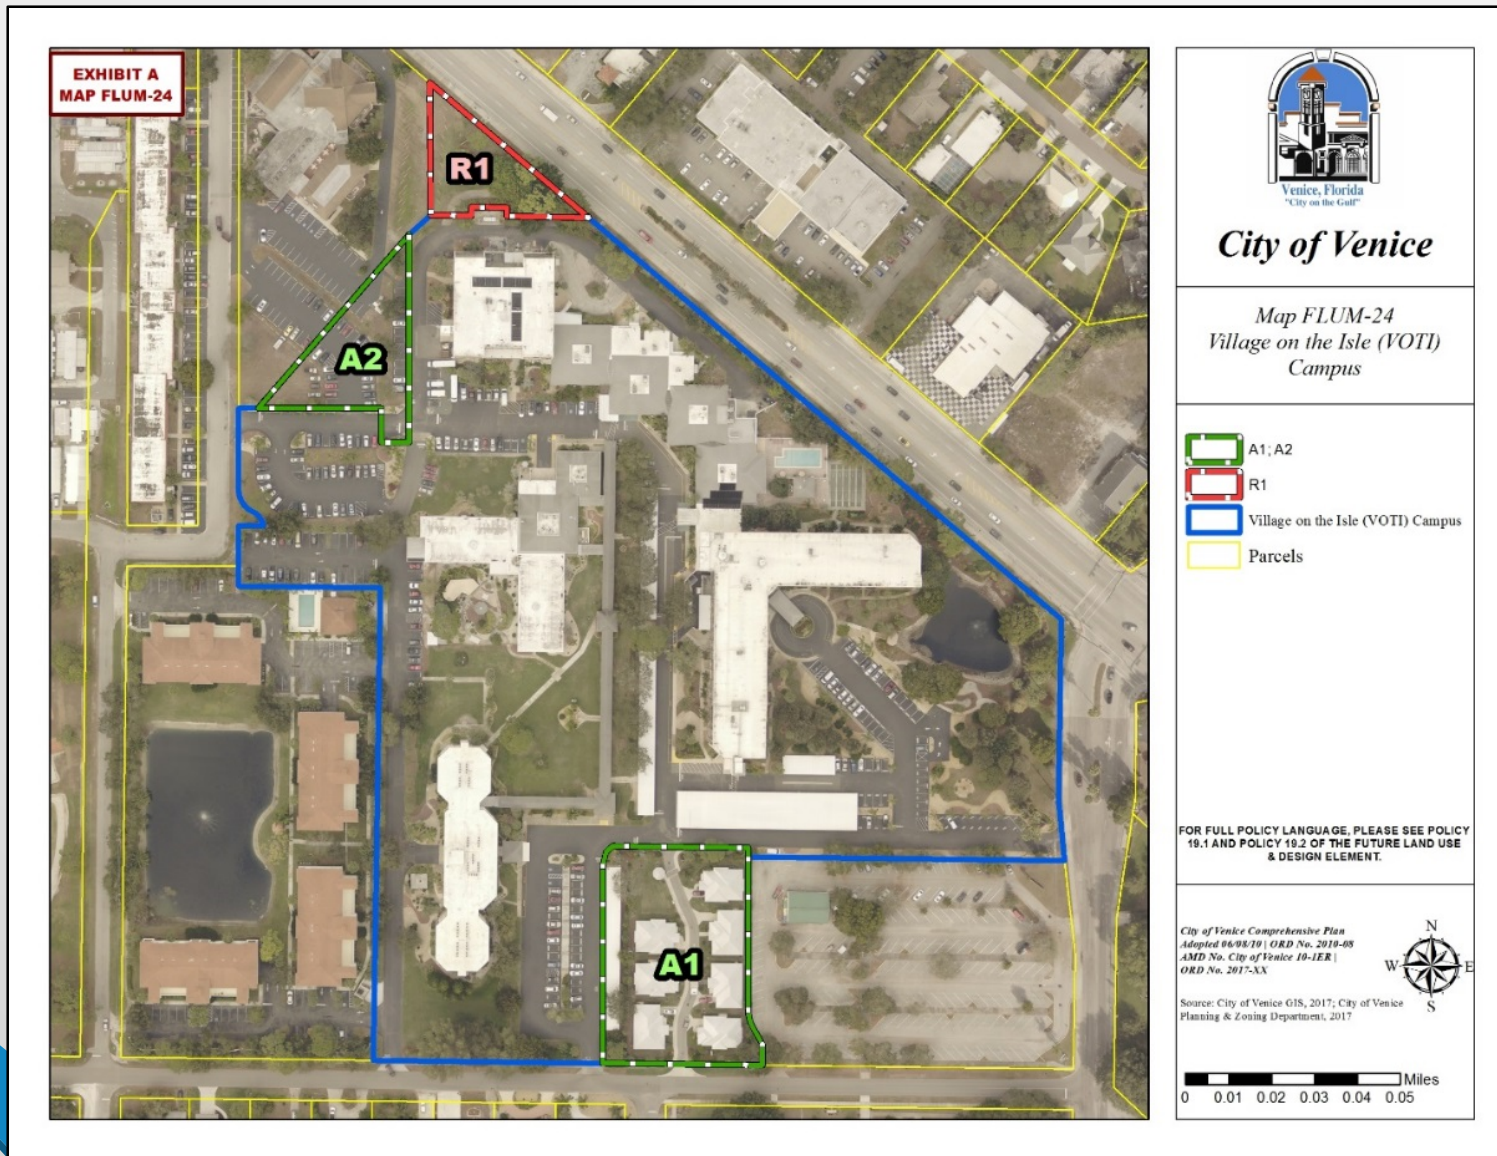 EXHIBIT A
MAP FLUM-24
R1
A2
A1
Venice, Florida
"City on the Gulf"
City of Venice
Map FLUM-24
Village on the Isle (VOTI)
Campus
A1; A2
R1
Village on the Isle (VOTI) Campus
Parcels
FOR FULL POLICY LANGUAGE, PLEASE SEE POLICY
19.1 AND POLICY 19.2 OF THE FUTURE LAND USE
& DESIGN ELEMENT.
City of Venice Comprehensive Plan
Adopted 06/08/10 | ORD No. 2010-08
AMD No. City of Venice 10-1ER |
ORD No. 2017-XX
Source: City of Venice GIS, 2017; City of Venice
Planning & Zoning Department, 2017
N
W E
S
Miles
0 0.01 0.02 0.03 0.04 0.05